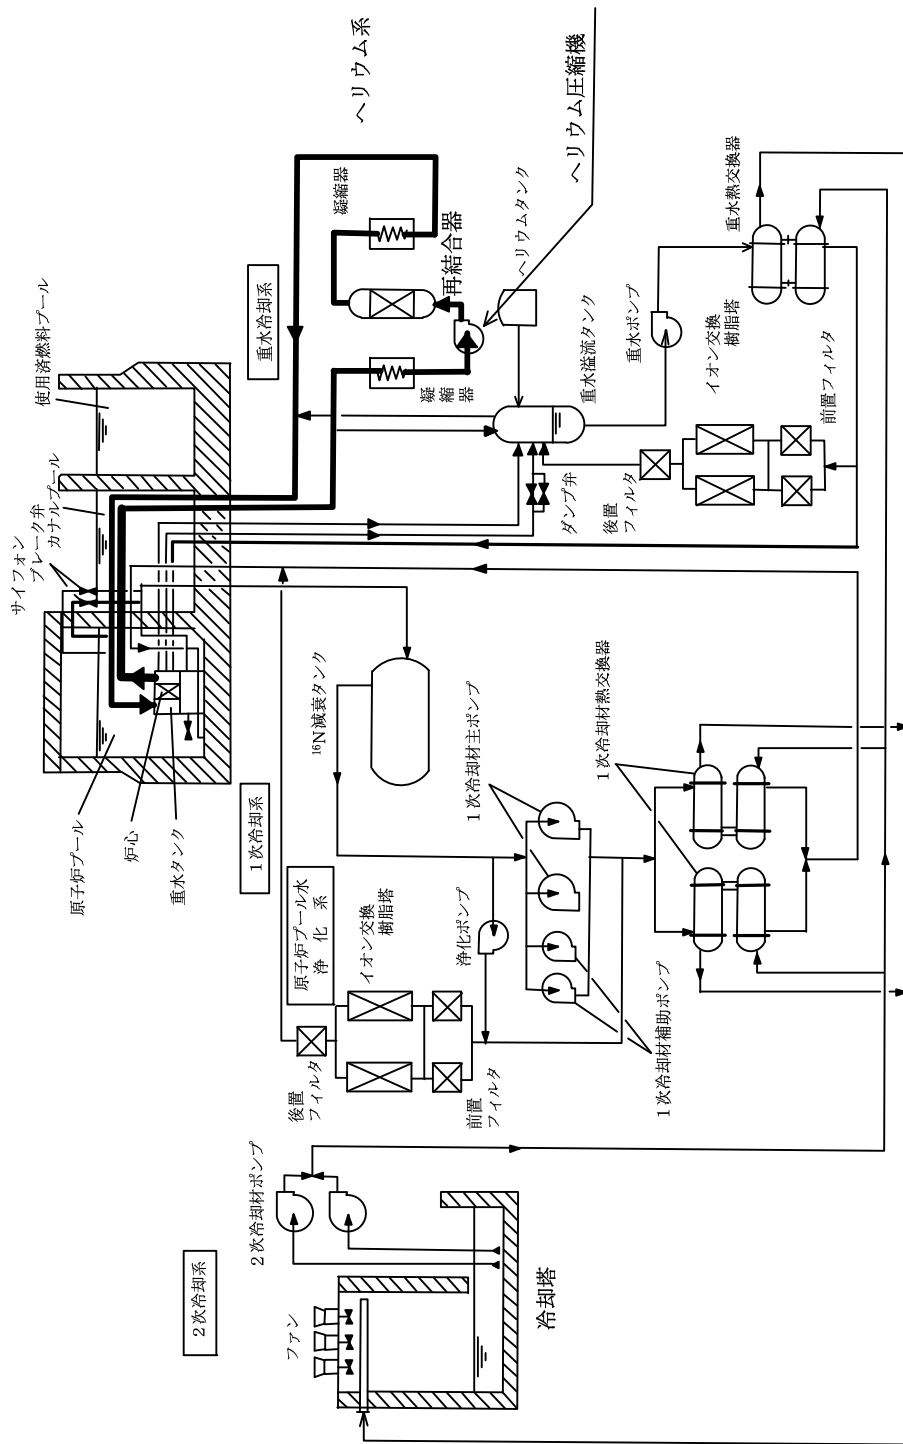 ヘリウム系
ヘリウム圧縮機
凝縮器
再結合器
ヘリウムタンク
重水熱交換器
重水冷却系
使用済燃料プール
凝縮器
重水溢流タンク
重水ポンプ
イオン交換
樹脂塔
前置フィルタ
サイフォン
ブレーク弁
カナルプール
ダンプ弁
後置
フィルタ
原子炉プール
炉心
重水タンク
1次冷却系
¹⁶N減衰タンク
1次冷却材主ポンプ
1次冷却材熱交換器
原子炉プール水
浄化系
イオン交換
樹脂塔
浄化ポンプ
1次冷却材補助ポンプ
後置
フィルタ
前置
フィルタ
2次冷却系
2次冷却材ポンプ
ファン
冷却塔